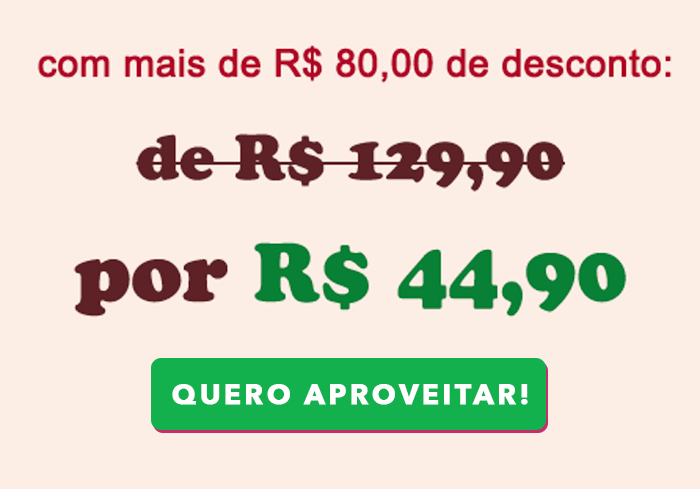 com mais de R$ 80,00 de desconto:
de R$ 129,90
por R$ 44,90
QUERO APROVEITAR!